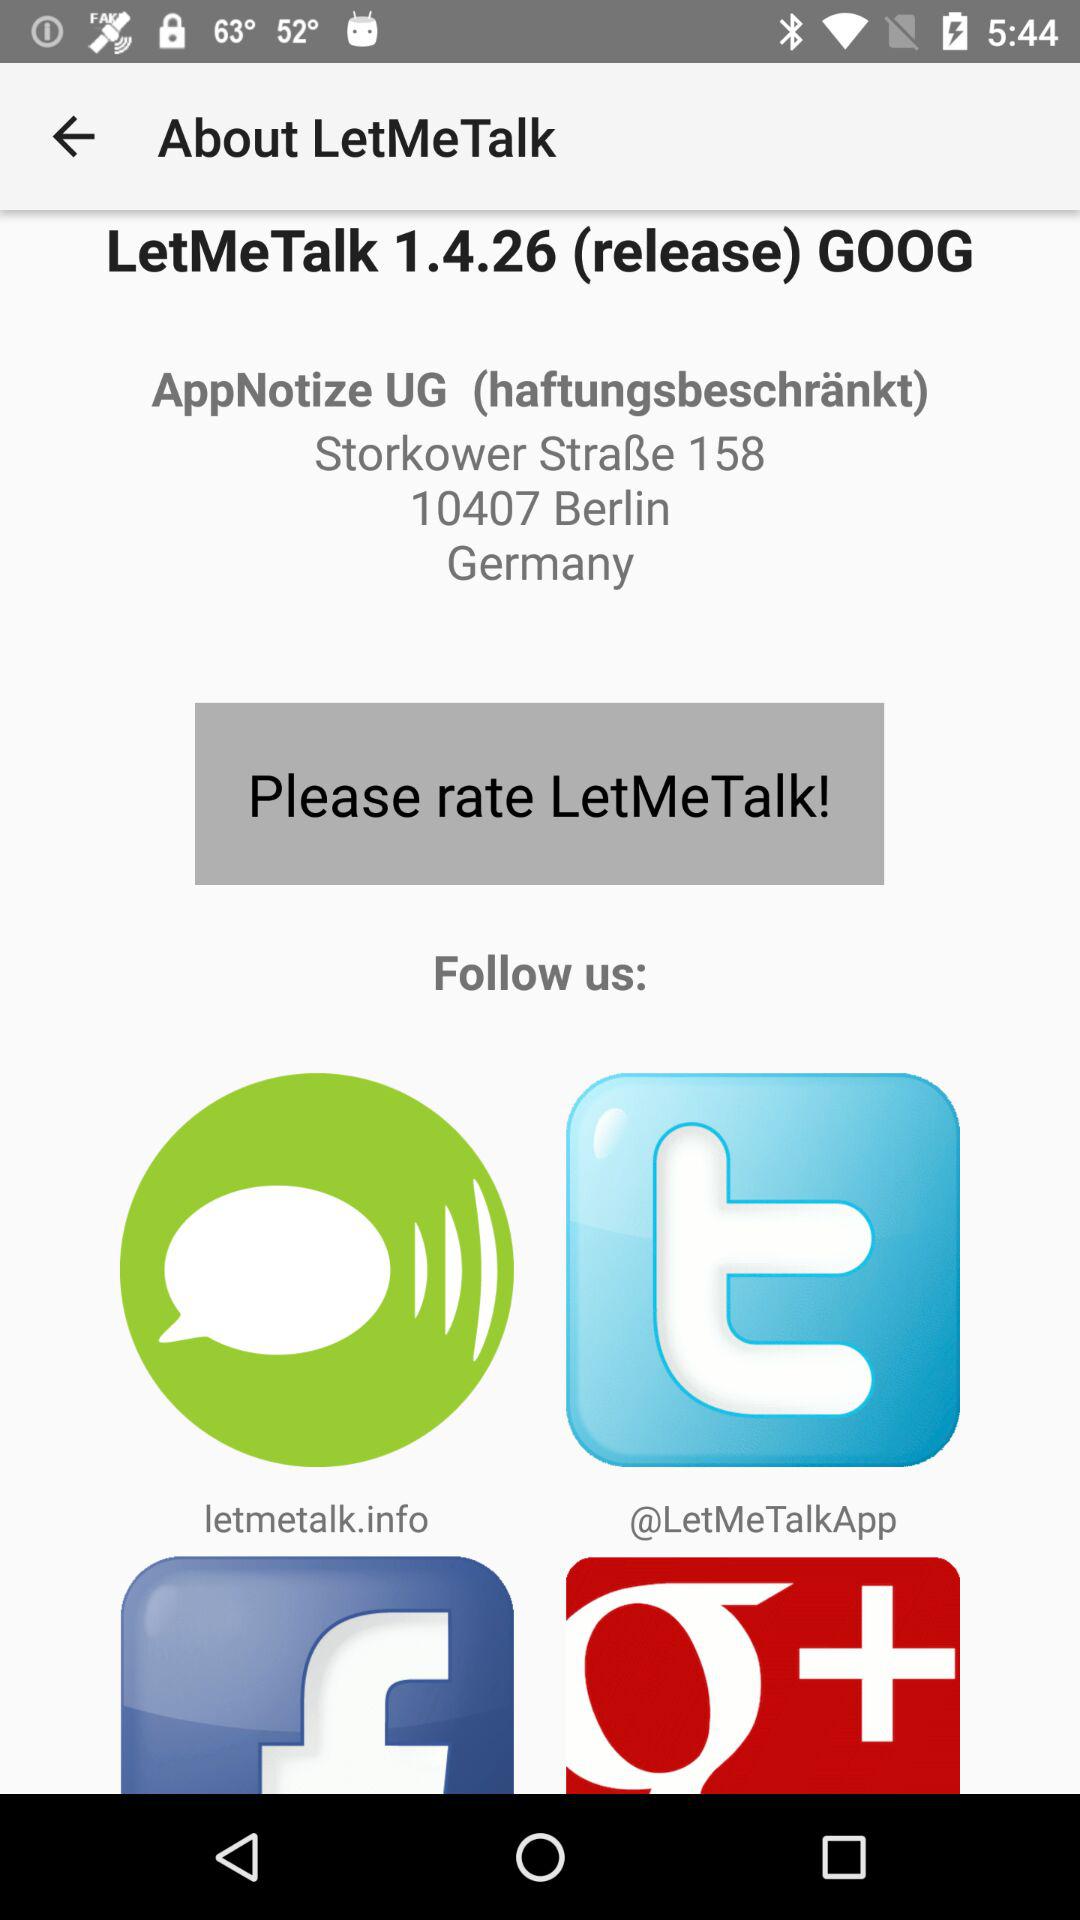 FAKE 63° 52° 5:44
About LetMeTalk
LetMeTalk 1.4.26 (release) GOOG
AppNotize UG (haftungsbeschränkt)
Storkower Straße 158
10407 Berlin
Germany
Please rate LetMeTalk!
Follow us:
t
letmetalk.info @LetMeTalkApp
f g+